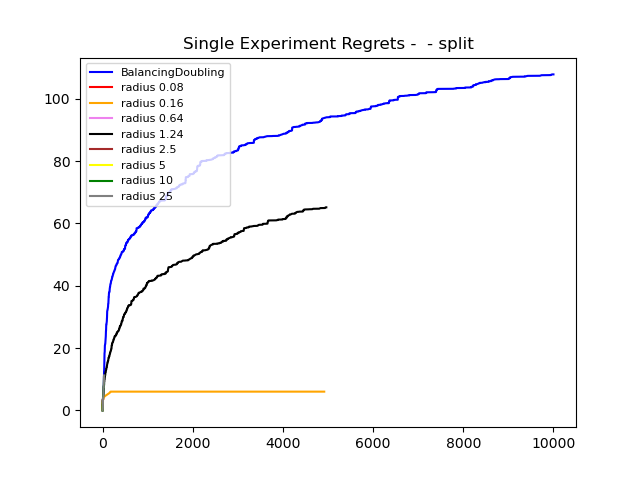 Single Experiment Regrets -  - split
BalancingDoubling
radius 0.08
radius 0.16
radius 0.64
radius 1.24
radius 2.5
radius 5
radius 10
radius 25
100
80
60
40
20
0
0 2000 4000 6000 8000 10000